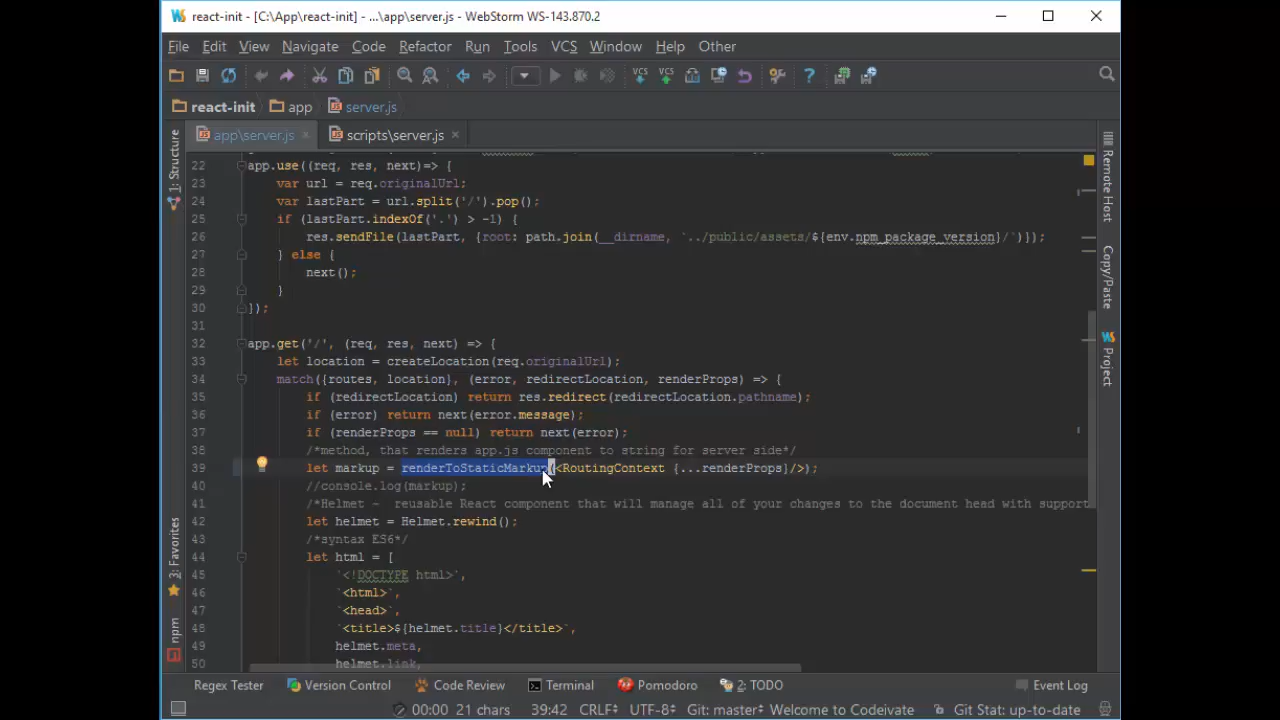 react-init - [C:\App\react-init] - ...\app\server.js - WebStorm WS-143.870.2
File Edit View Navigate Code Refactor Run Tools VCS Window Help Other
VCS VCS
react-init app server.js
app\server.js scripts\server.js
1: Structure
Remote Host
Copy/Paste
Project
3: Favorites
npm
22 app.use((req, res, next)=> {
23 var url = req.originalUrl;
24 var lastPart = url.split('/').pop();
25 if (lastPart.indexOf('.') > -1) {
26 res.sendFile(lastPart, {root: path.join(__dirname, `../public/assets/${env.npm_package_version}/`)});
27 } else {
28 next();
29 }
30 });
31
32 app.get('/', (req, res, next) => {
33 let location = createLocation(req.originalUrl);
34 match({routes, location}, (error, redirectLocation, renderProps) => {
35 if (redirectLocation) return res.redirect(redirectLocation.pathname);
36 if (error) return next(error.message);
37 if (renderProps == null) return next(error);
38 /*method, that renders app.js component to string for server side*/
39 let markup = renderToStaticMarkup(<RoutingContext {...renderProps}/>);
40 //console.log(markup);
41 /*Helmet - reusable React component that will manage all of your changes to the document head with support
42 let helmet = Helmet.rewind();
43 /*syntax ES6*/
44 let html = [
45 `<!DOCTYPE html>`,
46 `<html>`,
47 `<head>`,
48 `<title>${helmet.title}</title>`,
49 helmet.meta,
50 helmet.link,
Regex Tester Version Control Code Review Terminal Pomodoro 2: TODO Event Log
00:00 21 chars 39:42 CRLF÷ UTF-8÷ Git: master÷ Welcome to Codeivate Git Stat: up-to-date